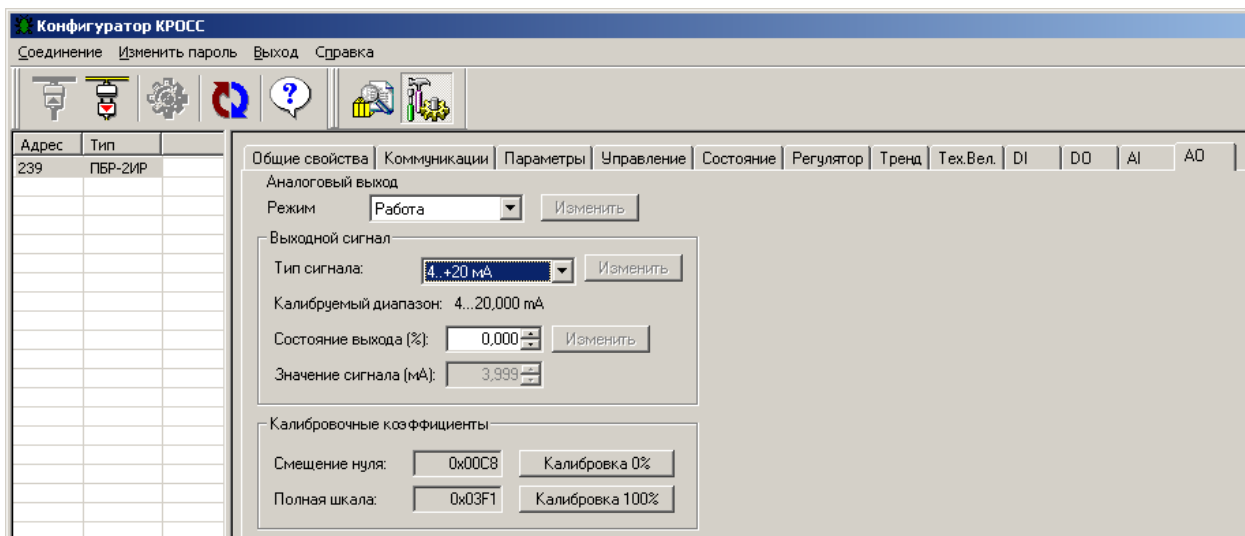 Конфигуратор КРОСС
Соединение Изменить пароль Выход Справка
Адрес Тип
239 ПБР-2ИР
Общие свойства Коммуникации Параметры Управление Состояние Регулятор Тренд Тех.Вел. DI DO AI AO
Аналоговый выход
Режим Работа Изменить
Выходной сигнал
Тип сигнала: 4..+20 мА Изменить
Калибруемый диапазон: 4...20,000 mA
Состояние выхода (%): 0,000 Изменить
Значение сигнала (мА): 3,999
Калибровочные коэффициенты
Смещение нуля: 0x00C8 Калибровка 0%
Полная шкала: 0x03F1 Калибровка 100%